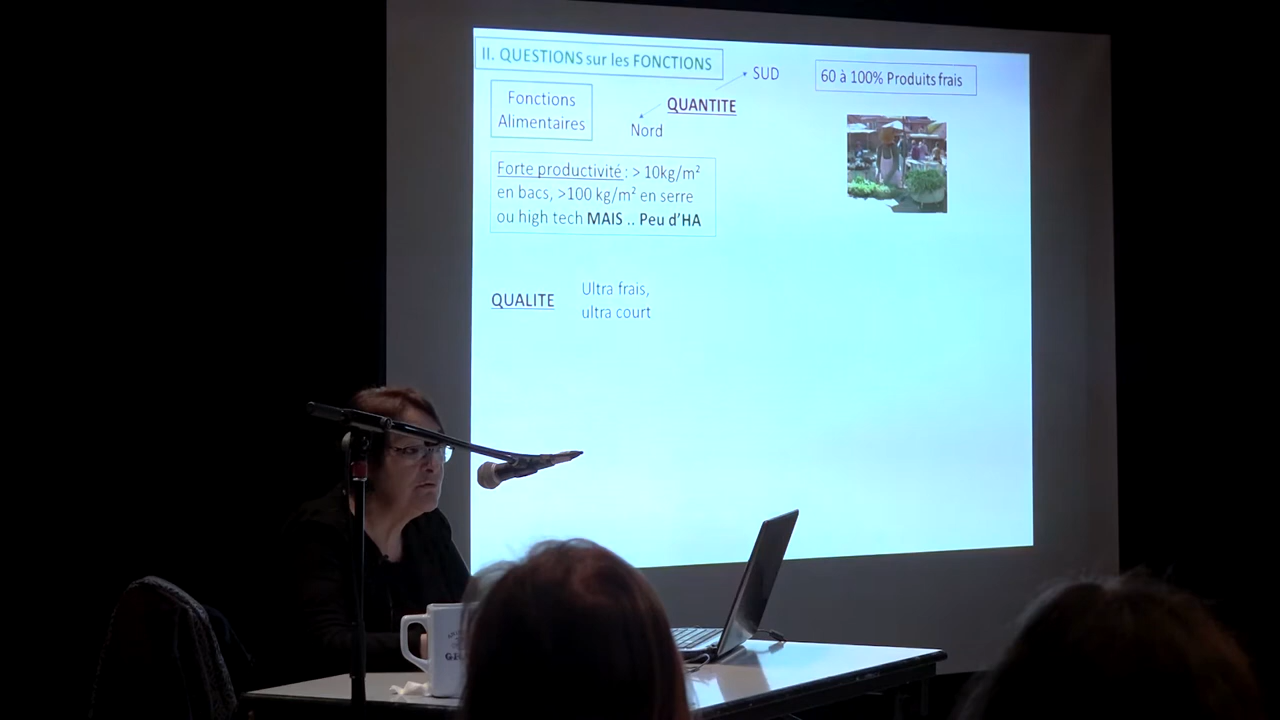 II. QUESTIONS sur les FONCTIONS
SUD
60 à 100% Produits frais
Fonctions
Alimentaires
QUANTITE
Nord
Forte productivité : > 10kg/m²
en bacs, >100 kg/m² en serre
ou high tech MAIS .. Peu d'HA
QUALITE
Ultra frais,
ultra court